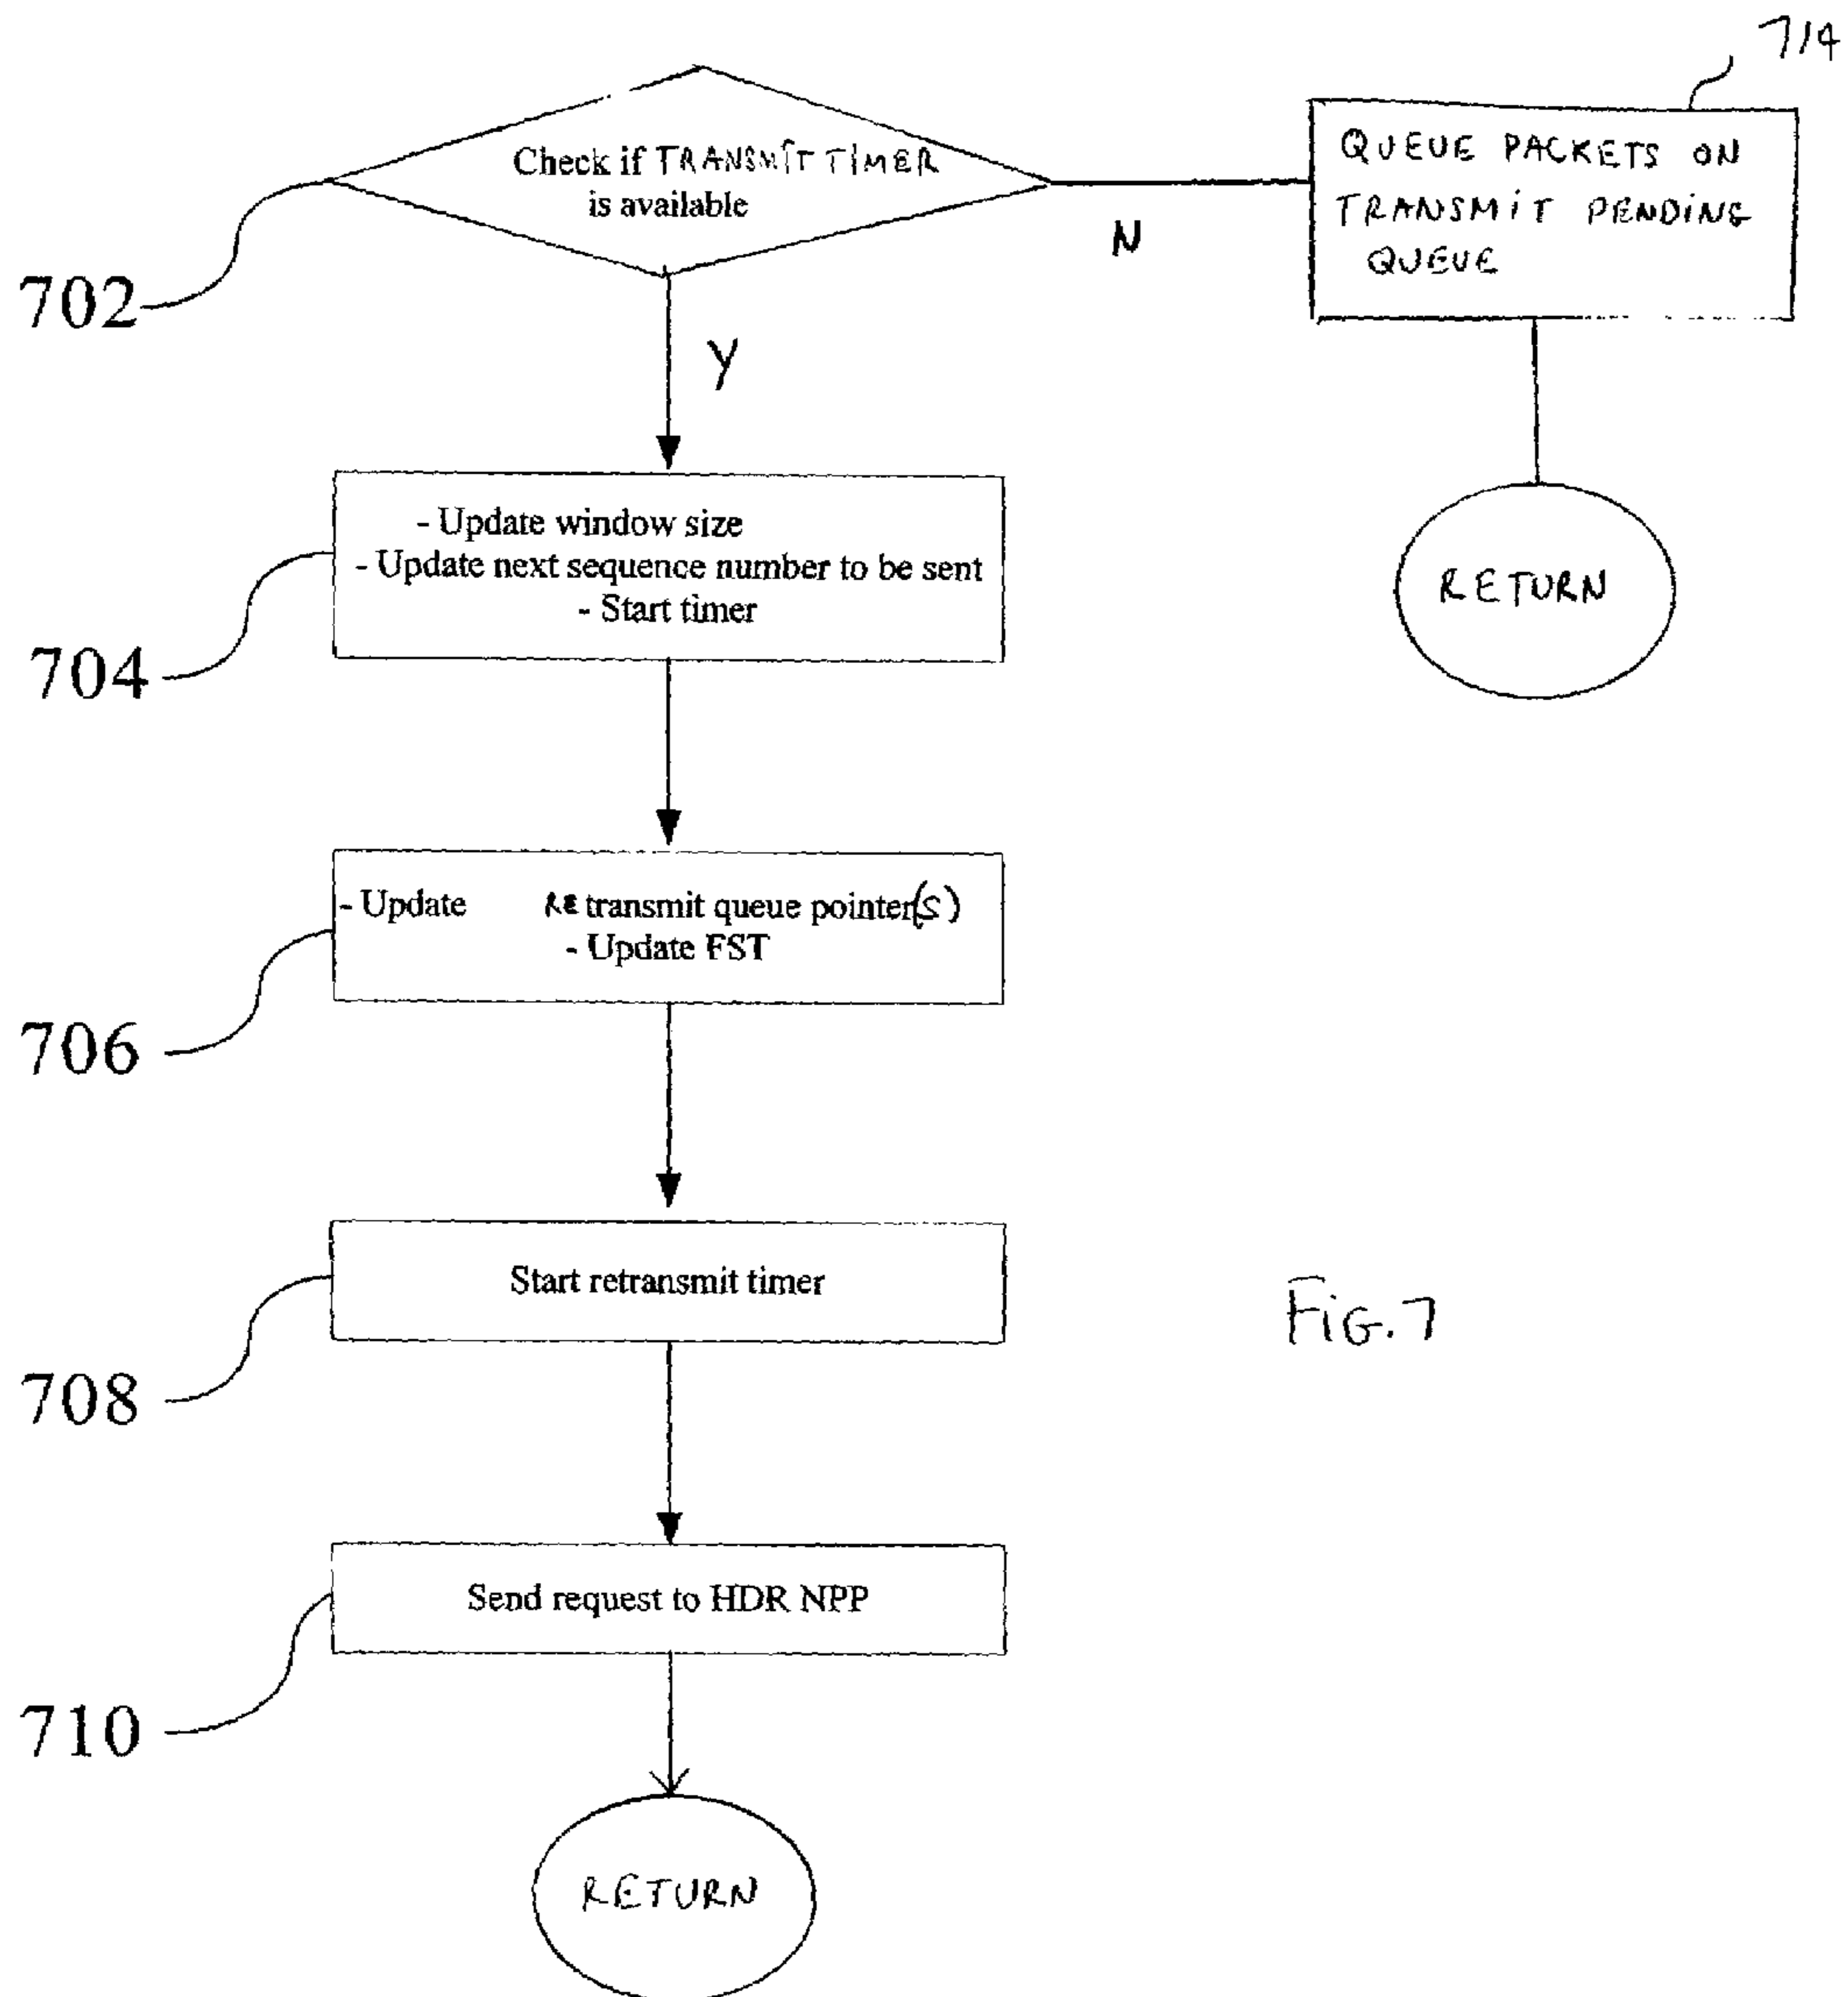 714
Check if TRANSMIT TIMER
is available
QUEUE PACKETS ON
TRANSMIT PENDING
QUEUE
N
702
Y
- Update window size
- Update next sequence number to be sent
- Start timer
RETURN
704
- Update RE transmit queue pointer(s)
- Update FST
706
Start retransmit timer
Fig. 7
708
Send request to HDR NPP
710
RETURN